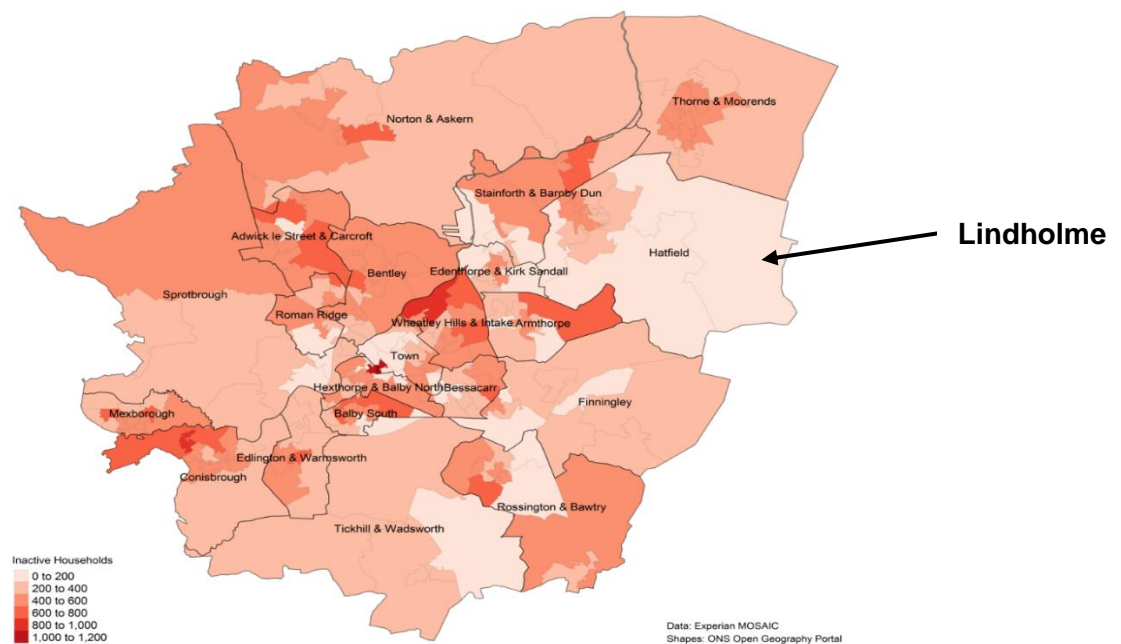 Thorne & Moorends
Norton & Askern
Stainforth & Barnby Dun
Adwick le Street & Carcroft
Lindholme
Hatfield
Bentley
Edenthorpe & Kirk Sandall
Sprotbrough
Roman Ridge
Wheatley Hills & Intake
Armthorpe
Town
Hexthorpe & Balby North
Bessacarr
Finningley
Mexborough
Balby South
Edlington & Warmsworth
Conisbrough
Rossington & Bawtry
Tickhill & Wadsworth
Inactive Households
0 to 200
200 to 400
400 to 600
600 to 800
800 to 1,000
1,000 to 1,200
Data: Experian MOSAIC
Shapes: ONS Open Geography Portal